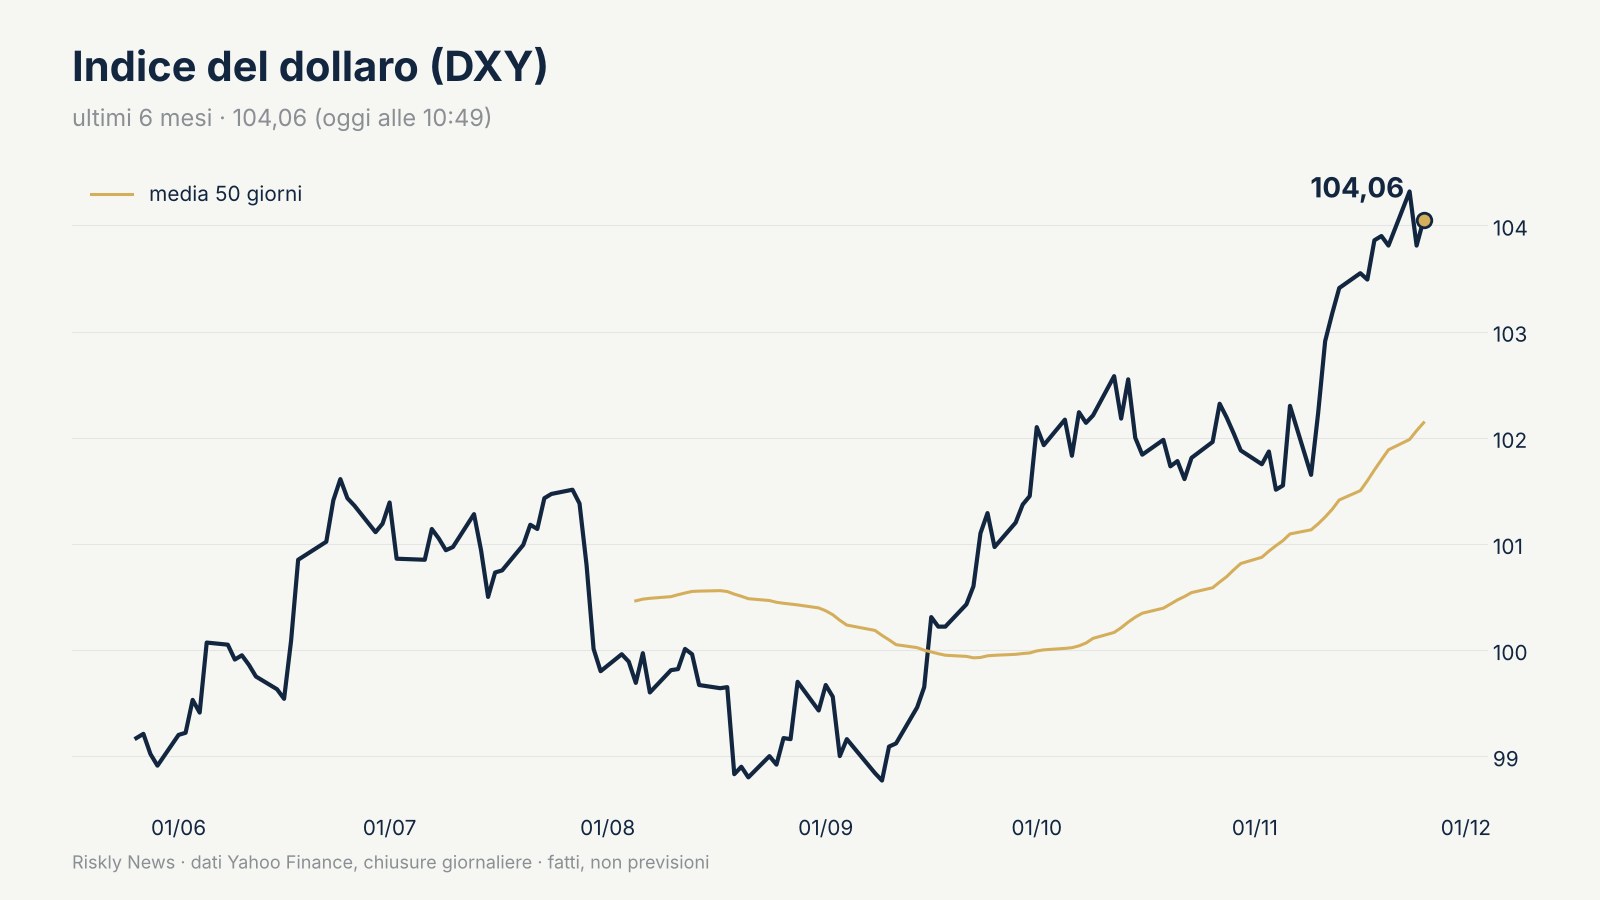 Indice del dollaro (DXY)
ultimi 6 mesi · 104,06 (oggi alle 10:49)
media 50 giorni
104,06
104
103
102
101
100
99
01/06 01/07 01/08 01/09 01/10 01/11 01/12
Riskly News · dati Yahoo Finance, chiusure giornaliere · fatti, non previsioni